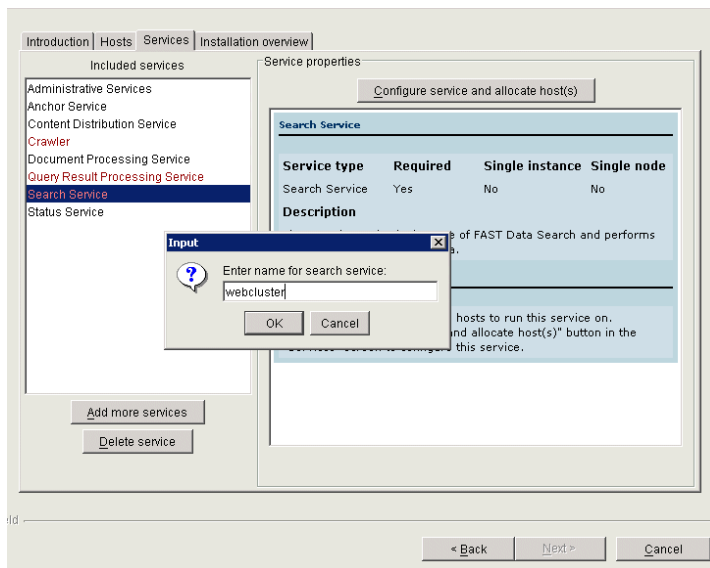 Introduction Hosts Services Installation overview
Included services
Administrative Services
Anchor Service
Content Distribution Service
Crawler
Document Processing Service
Query Result Processing Service
Search Service
Status Service
Add more services
Delete service
Service properties
Configure service and allocate host(s)
Search Service
Service type Required Single instance Single node
Search Service Yes No No
Description
e of FAST Data Search and performs
a.
hosts to run this service on.
and allocate host(s)" button in the
this service.
Input
Enter name for search service:
webcluster
OK Cancel
< Back Next > Cancel